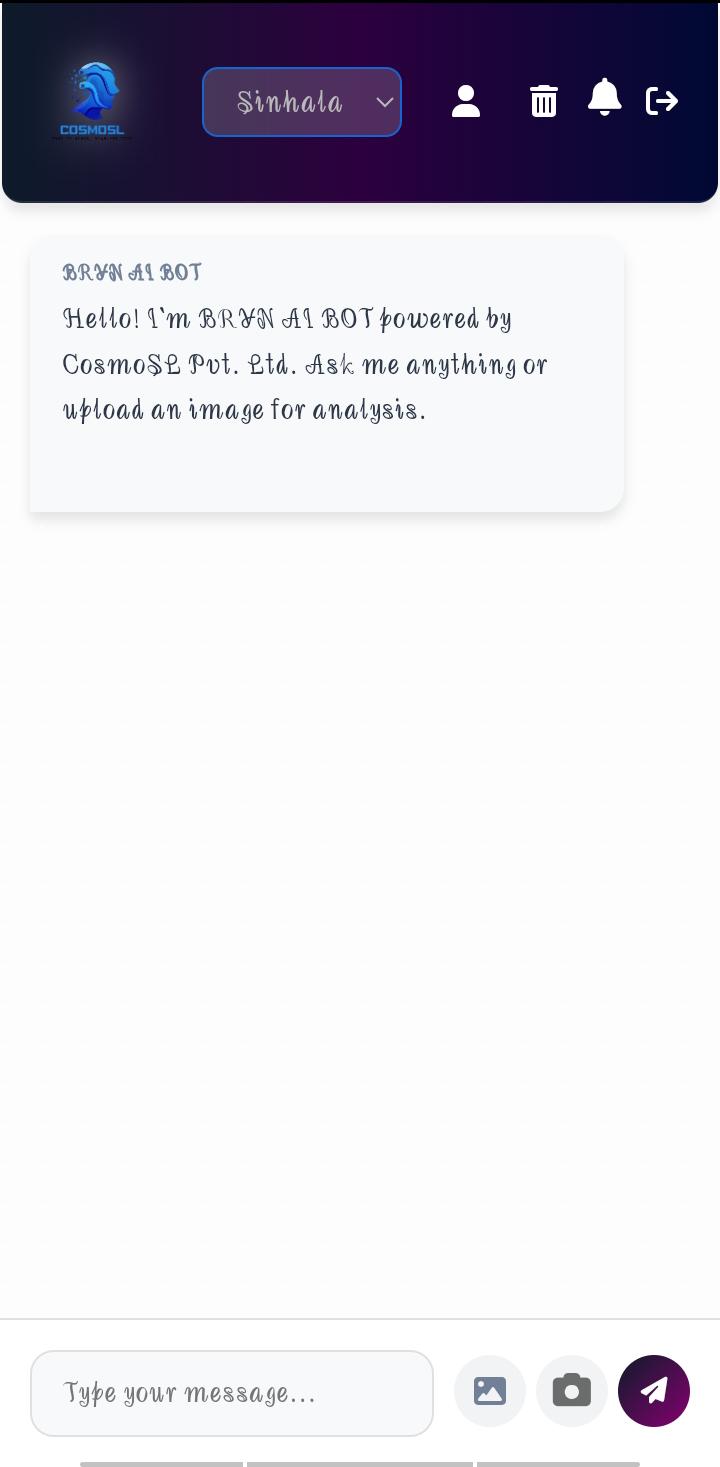 COSMOSL
Sinhala
BRYN AI BOT
Hello! I'm BRYN AI BOT powered by
CosmoSL Pvt. Ltd. Ask me anything or
upload an image for analysis.
Type your message...